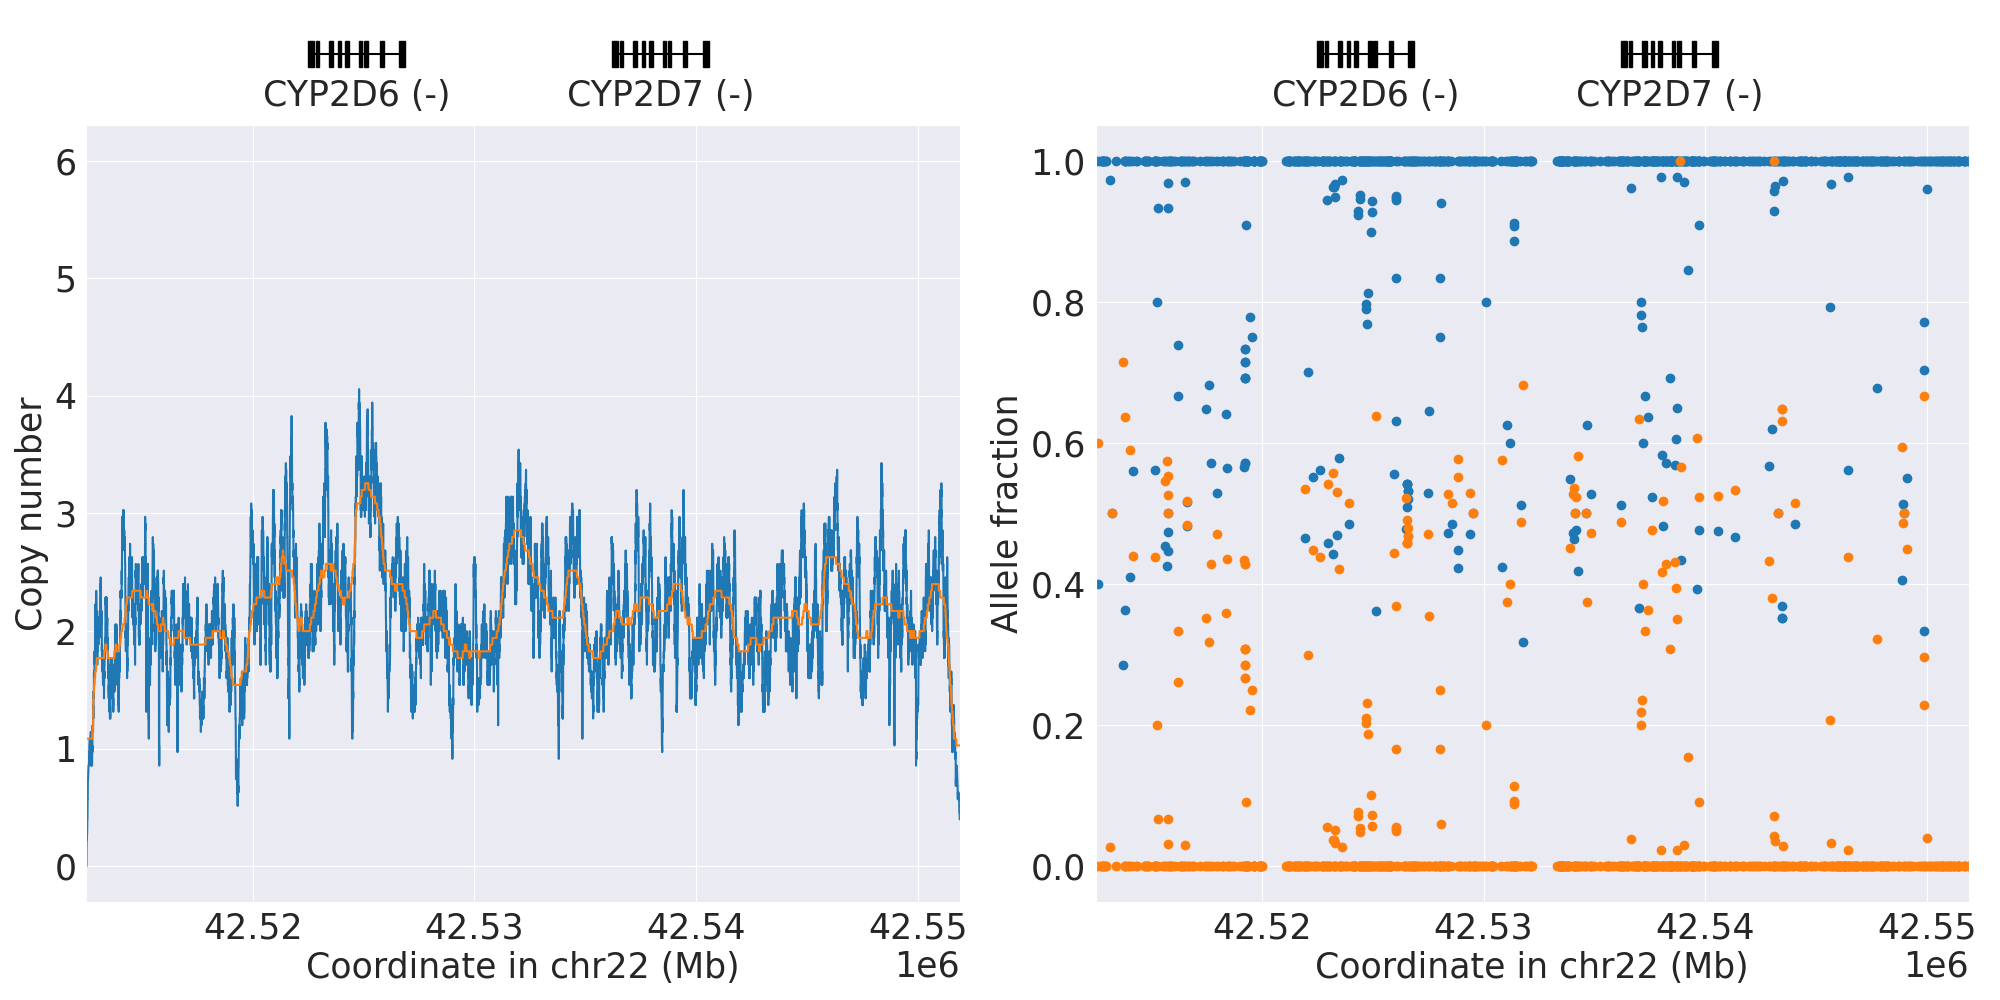 CYP2D6 (-)
CYP2D7 (-)
Copy number
6
5
4
3
2
1
0
42.52
42.53
42.54
42.55
Coordinate in chr22 (Mb)
1e6
CYP2D6 (-)
CYP2D7 (-)
Allele fraction
1.0
0.8
0.6
0.4
0.2
0.0
42.52
42.53
42.54
42.55
Coordinate in chr22 (Mb)
1e6